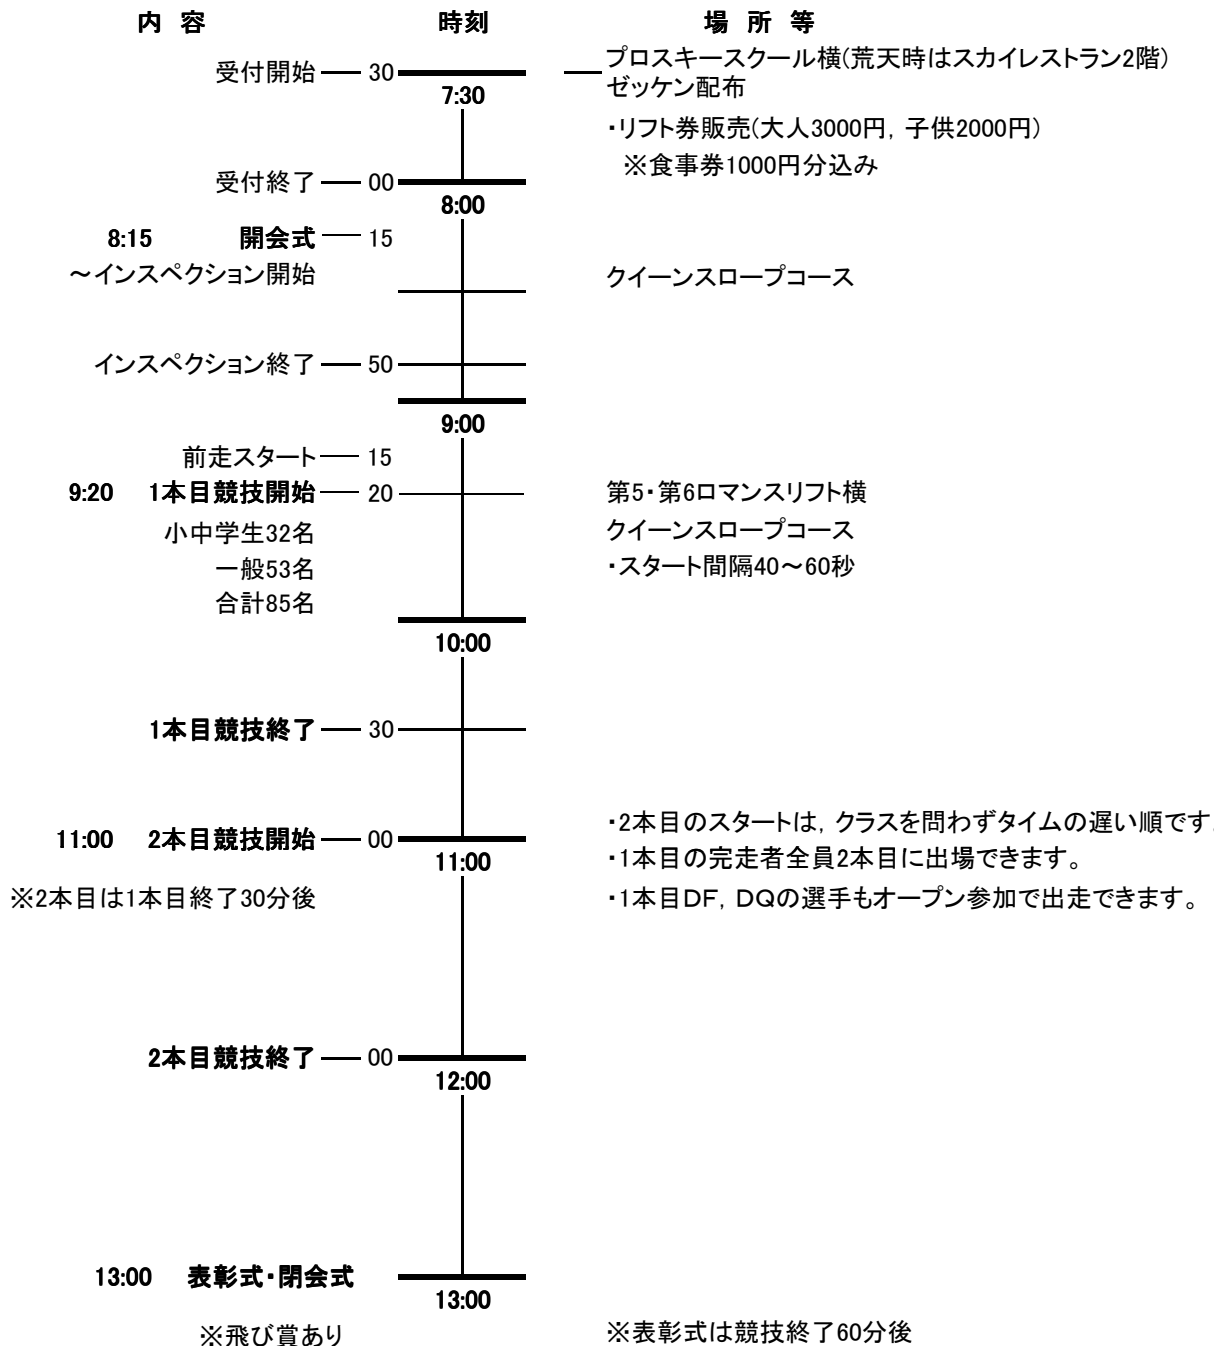 内 容 時刻 場 所 等
受付開始 30 プロスキースクール横(荒天時はスカイレストラン2階)
7:30 ゼッケン配布
・リフト券販売(大人3000円, 子供2000円)
※食事券1000円分込み
受付終了 00
8:00
8:15 開会式 15
～インスペクション開始 クイーンスロープコース
インスペクション終了 50
9:00
前走スタート 15
9:20 1本目競技開始 20 第5・第6ロマンスリフト横
小中学生32名 クイーンスロープコース
一般53名 ・スタート間隔40～60秒
合計85名
10:00
1本目競技終了 30
・2本目のスタートは, クラスを問わずタイムの遅い順です.
11:00 2本目競技開始 00
11:00 ・1本目の完走者全員2本目に出場できます。
※2本目は1本目終了30分後 ・1本目DF, DQの選手もオープン参加で出走できます。
2本目競技終了 00
12:00
13:00 表彰式・閉会式
13:00
※飛び賞あり ※表彰式は競技終了60分後